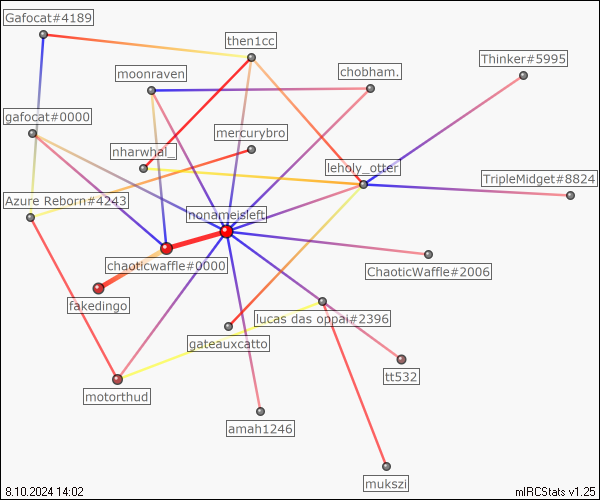 Gafocat#4189
then1cc
Thinker#5995
moonraven
chobham.
gafocat#0000
mercurybro
nharwhal_
leholy_otter
TripleMidget#8824
Azure Reborn#4243
nonameisleft
chaoticwaffle#0000
ChaoticWaffle#2006
fakedingo
lucas das oppai#2396
gateauxcatto
tt532
motorthud
amah1246
mukszi
8.10.2024 14:02
mIRCStats v1.25